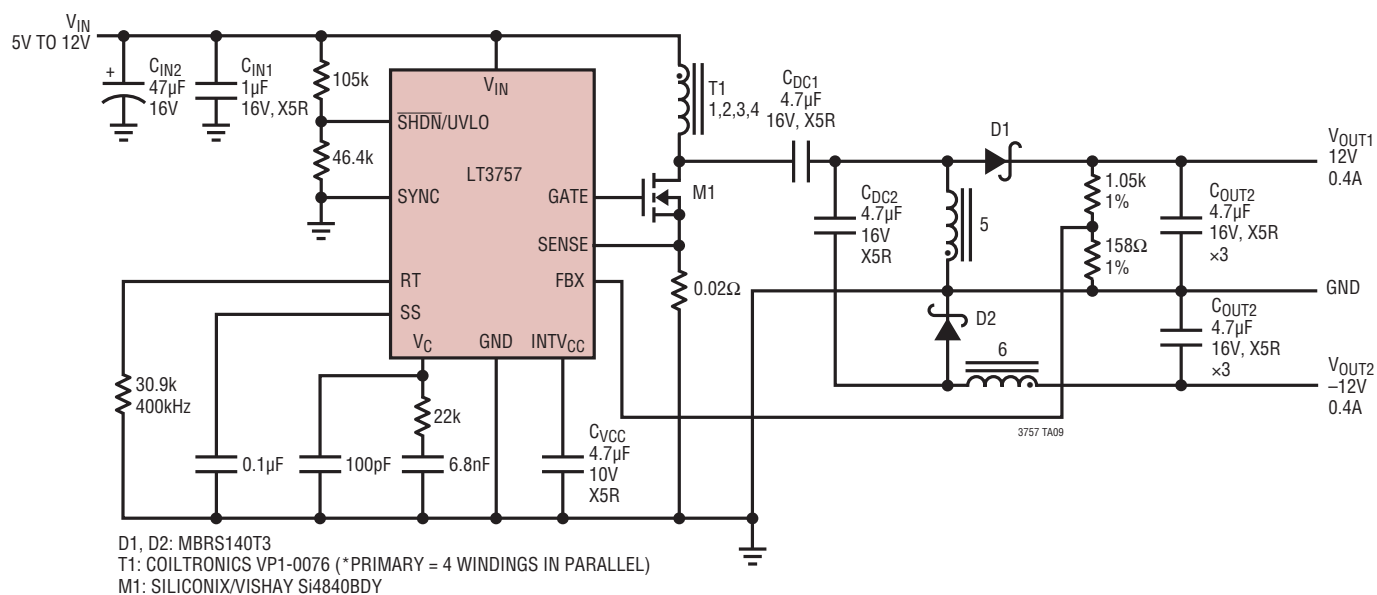 VIN
5V TO 12V
+
CIN2
47µF
16V
CIN1
1µF
16V, X5R
105k
46.4k
VIN
SHDN/UVLO
LT3757
SYNC
GATE
SENSE
RT
FBX
SS
VC
GND
INTVCC
T1
1,2,3,4
M1
0.02Ω
CDC1
4.7µF
16V, X5R
CDC2
4.7µF
16V
X5R
D1
5
D2
6
1.05k
1%
158Ω
1%
COUT2
4.7µF
16V, X5R
×3
COUT2
4.7µF
16V, X5R
×3
VOUT1
12V
0.4A
GND
VOUT2
–12V
0.4A
30.9k
400kHz
0.1µF
100pF
22k
6.8nF
CVCC
4.7µF
10V
X5R
3757 TA09
D1, D2: MBRS140T3
T1: COILTRONICS VP1-0076 (*PRIMARY = 4 WINDINGS IN PARALLEL)
M1: SILICONIX/VISHAY Si4840BDY